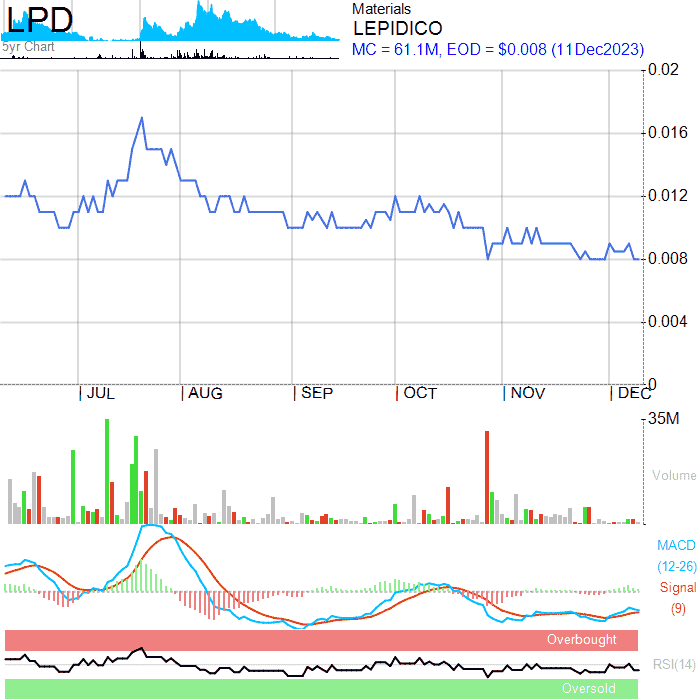 LPD
5yr Chart
Materials
LEPIDICO
MC = 61.1M, EOD = $0.008 (11Dec2023)
0.02
0.016
0.012
0.008
0.004
0
JUL AUG SEP OCT NOV DEC
35M
Volume
MACD
(12-26)
Signal
(9)
Overbought
RSI(14)
Oversold